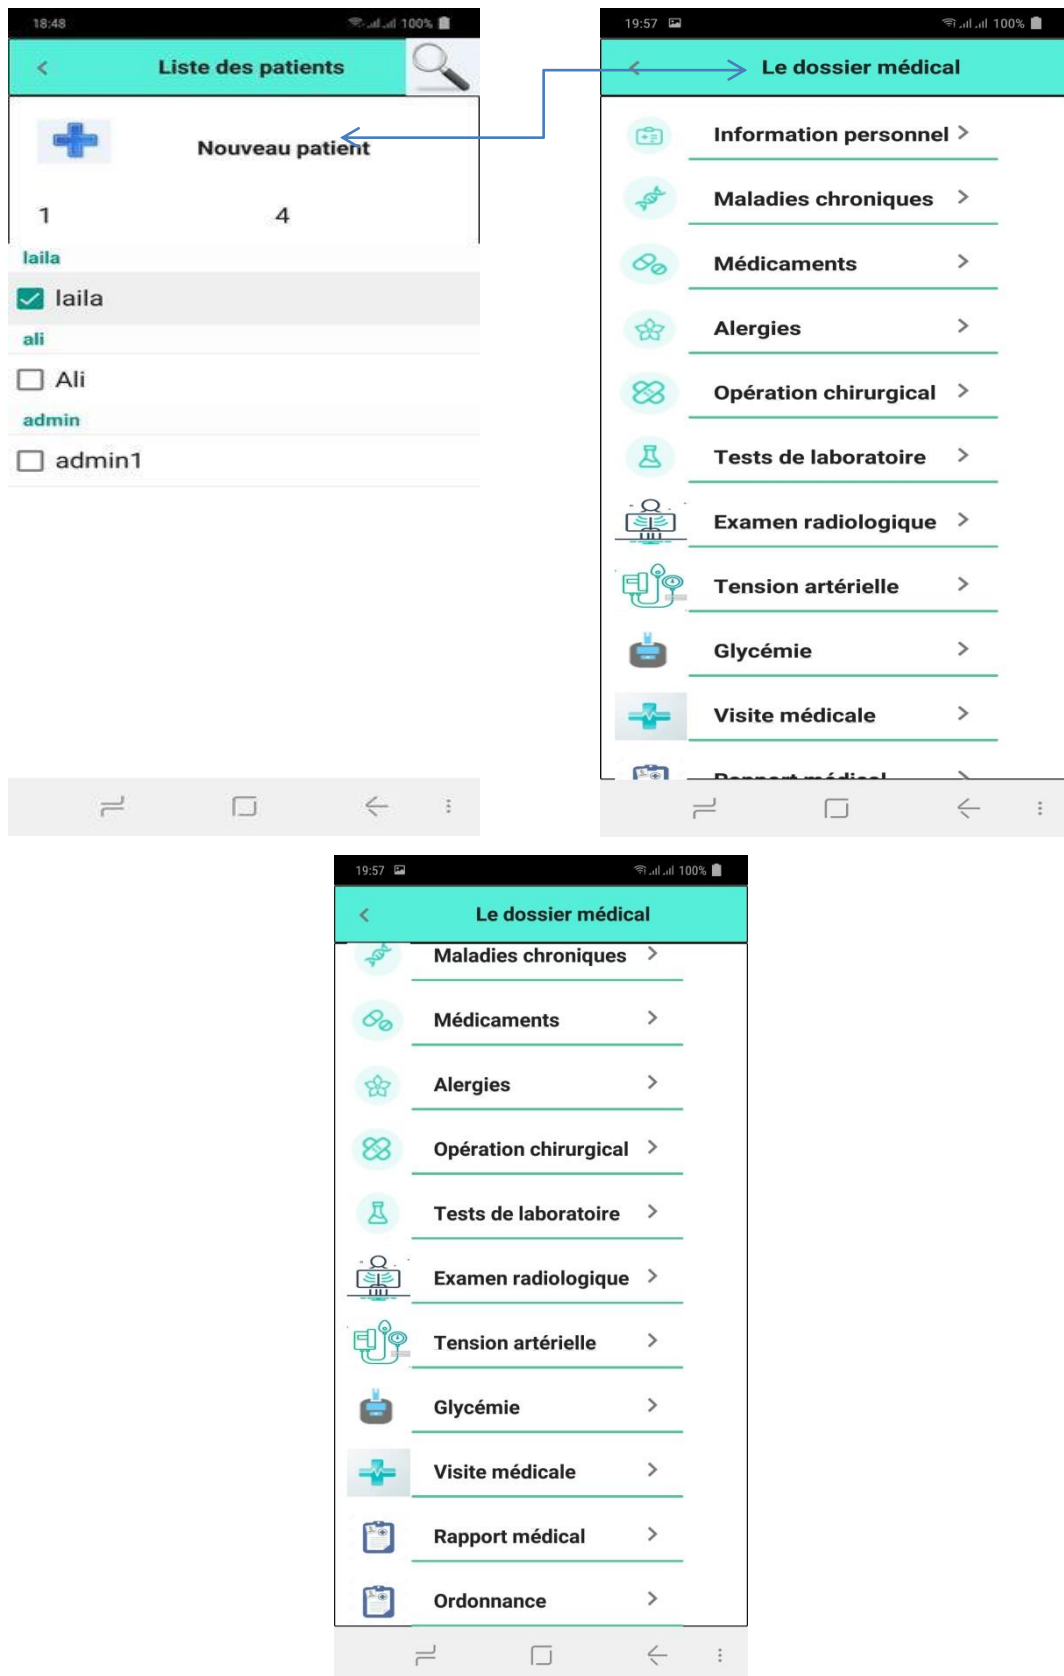 18:48 100%
Liste des patients
Nouveau patient
1 4
laila
laila
ali
Ali
admin
admin1
19:57 100%
Le dossier médical
Information personnel >
Maladies chroniques >
Médicaments >
Alergies >
Opération chirurgical >
Tests de laboratoire >
Examen radiologique >
Tension artérielle >
Glycémie >
Visite médicale >
Rapport médical >
19:57 100%
Le dossier médical
Maladies chroniques >
Médicaments >
Alergies >
Opération chirurgical >
Tests de laboratoire >
Examen radiologique >
Tension artérielle >
Glycémie >
Visite médicale >
Rapport médical >
Ordonnance >